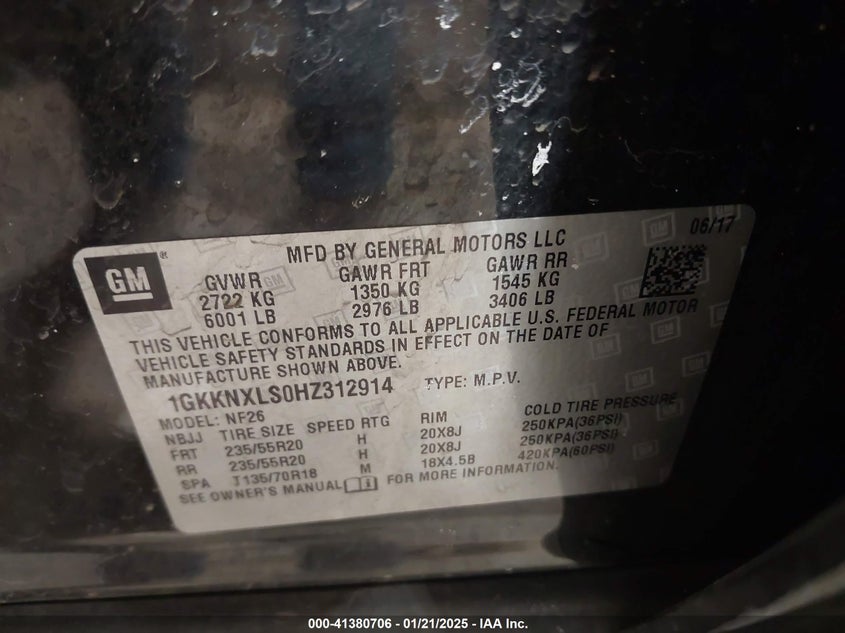 GM ® MFD BY GENERAL MOTORS LLC 06/17
GVWR GAWR FRT GAWR RR
2722 KG 1350 KG 1545 KG
6001 LB 2976 LB 3406 LB
THIS VEHICLE CONFORMS TO ALL APPLICABLE U.S. FEDERAL MOTOR
VEHICLE SAFETY STANDARDS IN EFFECT ON THE DATE OF
MANUFACTURE SHOWN ABOVE.
1GKKNXLS0HZ312914 TYPE: M.P.V.
MODEL: NF26
NBJJ TIRE SIZE SPEED RTG RIM COLD TIRE PRESSURE
FRT 235/55R20 H 20X8J 250KPA(36PSI)
RR 235/55R20 H 20X8J 250KPA(36PSI)
SPA T135/70R18 M 18X4.5B 420KPA(60PSI)
SEE OWNER'S MANUAL FOR MORE INFORMATION.
000-41380706 — 01/21/2025 — IAA Inc.